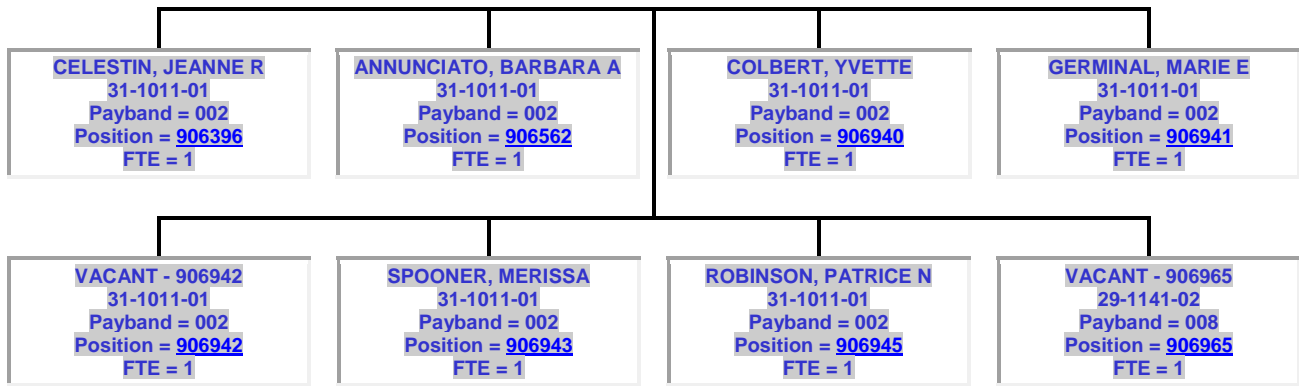 CELESTIN, JEANNE R
31-1011-01
Payband = 002
Position = 906396
FTE = 1
ANNUNCIATO, BARBARA A
31-1011-01
Payband = 002
Position = 906562
FTE = 1
COLBERT, YVETTE
31-1011-01
Payband = 002
Position = 906940
FTE = 1
GERMINAL, MARIE E
31-1011-01
Payband = 002
Position = 906941
FTE = 1
VACANT - 906942
31-1011-01
Payband = 002
Position = 906942
FTE = 1
SPOONER, MERISSA
31-1011-01
Payband = 002
Position = 906943
FTE = 1
ROBINSON, PATRICE N
31-1011-01
Payband = 002
Position = 906945
FTE = 1
VACANT - 906965
29-1141-02
Payband = 008
Position = 906965
FTE = 1